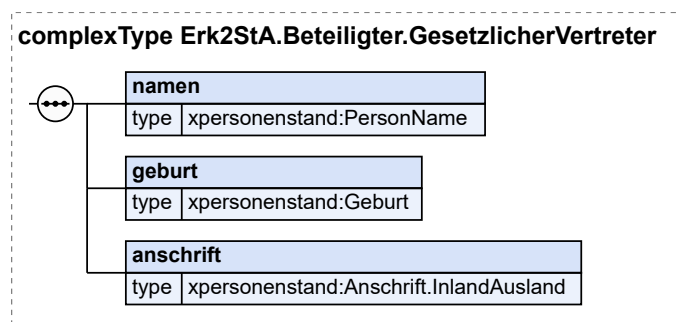 complexType Erk2StA.Beteiligter.GesetzlicherVertreter
namen
type xpersonenstand:PersonName
geburt
type xpersonenstand:Geburt
anschrift
type xpersonenstand:Anschrift.InlandAusland